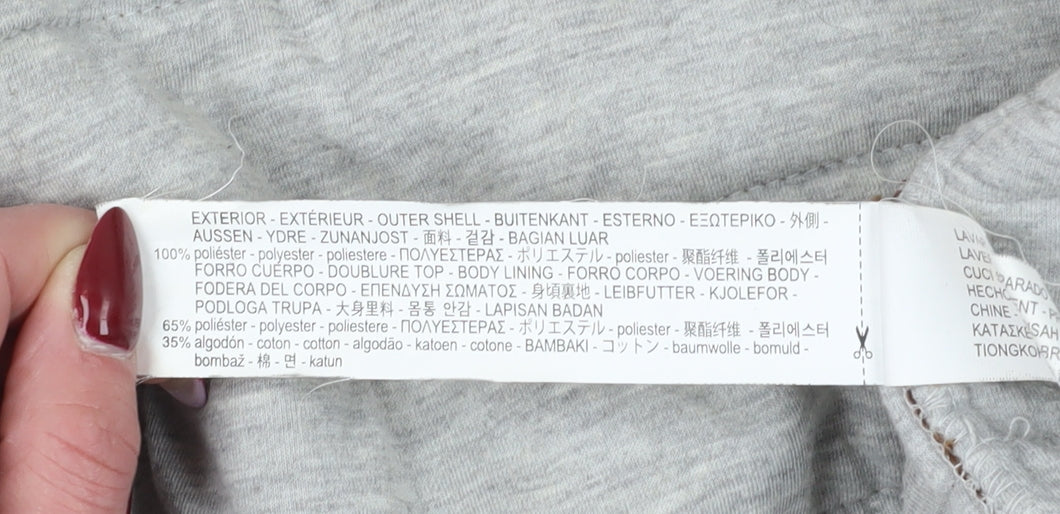 EXTERIOR - EXTÉRIEUR - OUTER SHELL - BUITENKANT - ESTERNO - ΕΞΩΤΕΡΙΚΟ - 外側 -
AUSSEN - YDRE - ZUNANJOST - 面料 - 겉감 - BAGIAN LUAR
100% poliéster - polyester - poliestere - ΠΟΛΥΕΣΤΕΡΑΣ - ポリエステル - poliester - 聚酯纤维 - 폴리에스터
FORRO CUERPO - DOUBLURE TOP - BODY LINING - FORRO CORPO - VOERING BODY -
FODERA DEL CORPO - ΕΠΕΝΔΥΣΗ ΣΩΜΑΤΟΣ - 身頃裏地 - LEIBFUTTER - KJOLEFOR -
PODLOGA TRUPA - 大身里料 - 몸통 안감 - LAPISAN BADAN
65% poliéster - polyester - poliestere - ΠΟΛΥΕΣΤΕΡΑΣ - ポリエステル - poliester - 聚酯纤维 - 폴리에스터
35% algodón - coton - cotton - algodão - katoen - cotone - ΒΑΜΒΑΚΙ - コットン - baumwolle - bomuld -
bombaž - 棉 - 면 - katun
CHINE